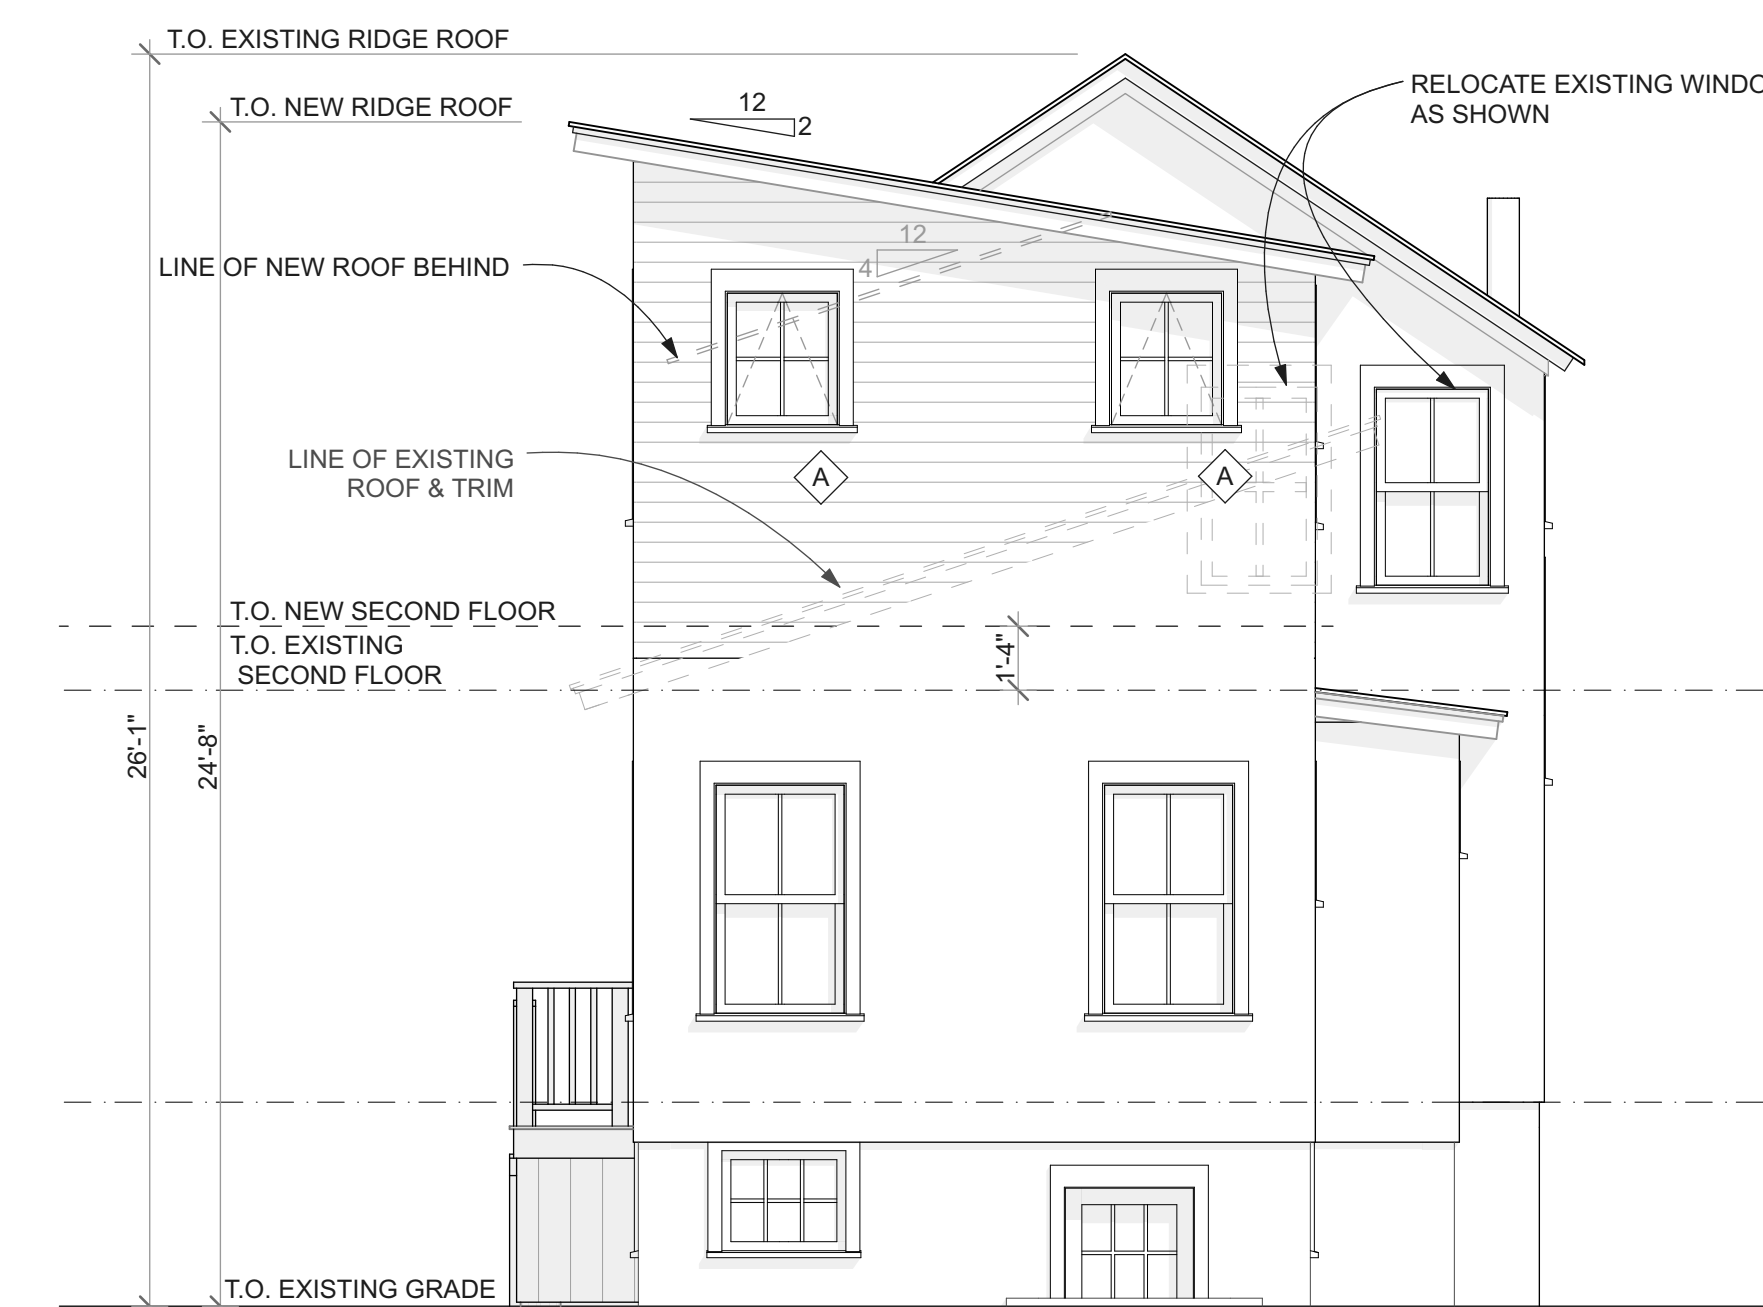 T.O. EXISTING RIDGE ROOF
T.O. NEW RIDGE ROOF
12
2
RELOCATE EXISTING WINDO
AS SHOWN
12
4
LINE OF NEW ROOF BEHIND
LINE OF EXISTING
ROOF & TRIM
A
A
T.O. NEW SECOND FLOOR
T.O. EXISTING
SECOND FLOOR
1'-4"
26'-1"
24'-8"
T.O. EXISTING GRADE